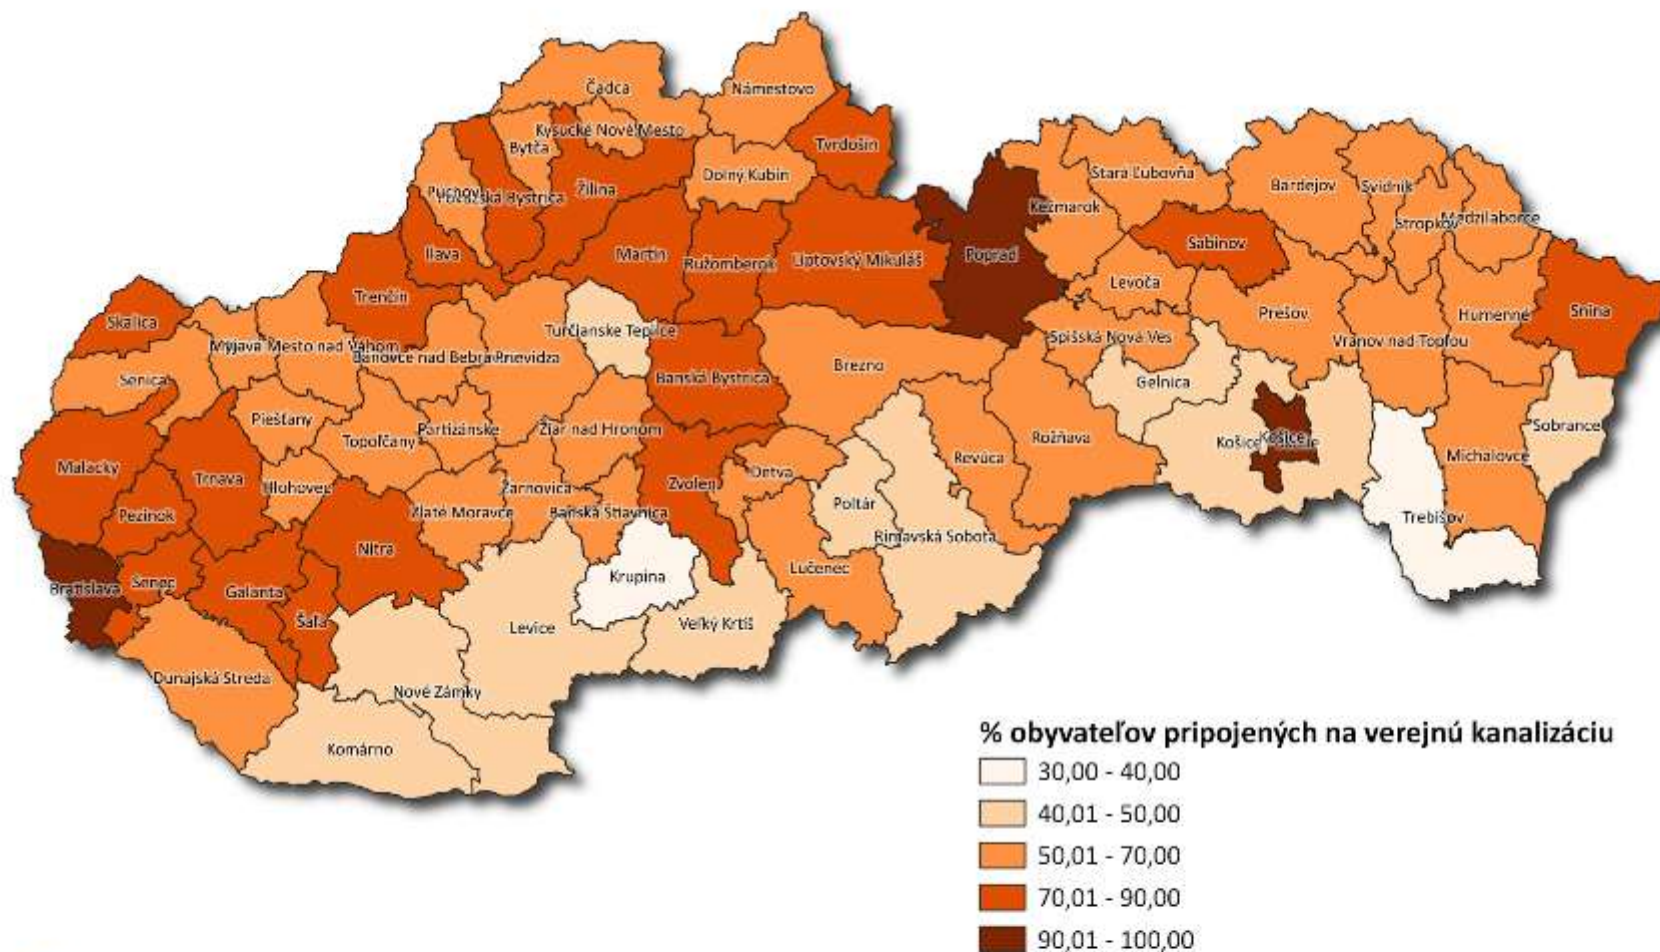 Čadca
Námestovo
Kysucké Nové Mesto
Bytča
Tvrdošín
Dolný Kubín
Stará Ľubovňa
Bardejov
Svidník
Púchov
Považská Bystrica
Žilina
Kežmarok
Stropkov
Medzilaborce
Ilava
Martin
Ružomberok
Liptovský Mikuláš
Poprad
Sabinov
Trenčín
Levoča
Skalica
Turčianske Teplice
Spišská Nová Ves
Prešov
Humenné
Snina
Myjava
Mesto nad Váhom
Bánovce nad Bebravou
Prievidza
Vranov nad Topľou
Senica
Banská Bystrica
Brezno
Gelnica
Piešťany
Topoľčany
Partizánske
Žiar nad Hronom
Rožňava
Košice
Košice
Sobrance
Malacky
Trnava
Hlohovec
Revúca
Michalovce
Detva
Zvolen
Žarnovica
Pezinok
Zlaté Moravce
Banská Štiavnica
Poltár
Trebišov
Rimavská Sobota
Nitra
Krupina
Lučenec
Bratislava
Senec
Galanta
Šaľa
Levice
Veľký Krtíš
Dunajská Streda
Nové Zámky
Komárno
% obyvateľov pripojených na verejnú kanalizáciu
30,00 - 40,00
40,01 - 50,00
50,01 - 70,00
70,01 - 90,00
90,01 - 100,00